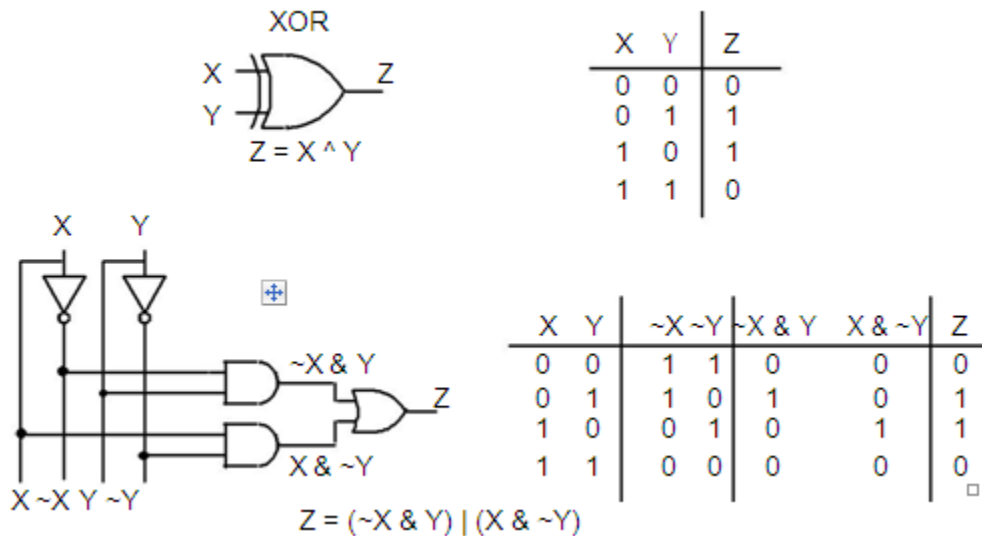 XOR
X
Y
Z
Z = X ^ Y
X Y Z
0 0 0
0 1 1
1 0 1
1 1 0
X Y
~X & Y
Z
X & ~Y
X ~X Y ~Y
Z = (~X & Y) | (X & ~Y)
X Y ~X ~Y ~X & Y X & ~Y Z
0 0 1 1 0 0 0
0 1 1 0 1 0 1
1 0 0 1 0 1 1
1 1 0 0 0 0 0